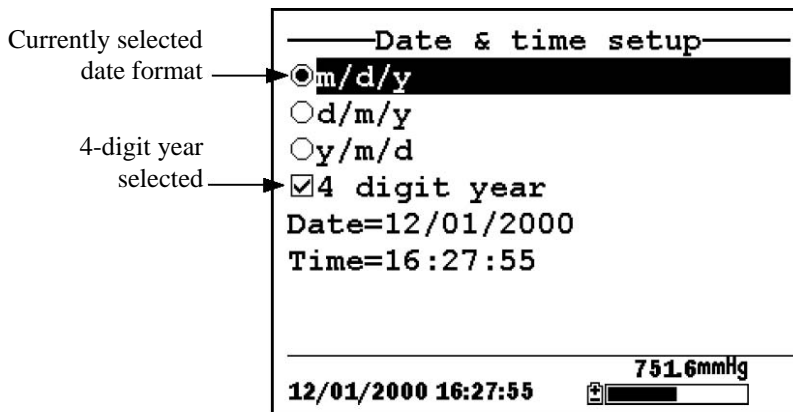 Currently selected
date format
4-digit year
selected
Date & time setup
m/d/y
d/m/y
y/m/d
4 digit year
Date=12/01/2000
Time=16:27:55
751.6mmHg
12/01/2000 16:27:55